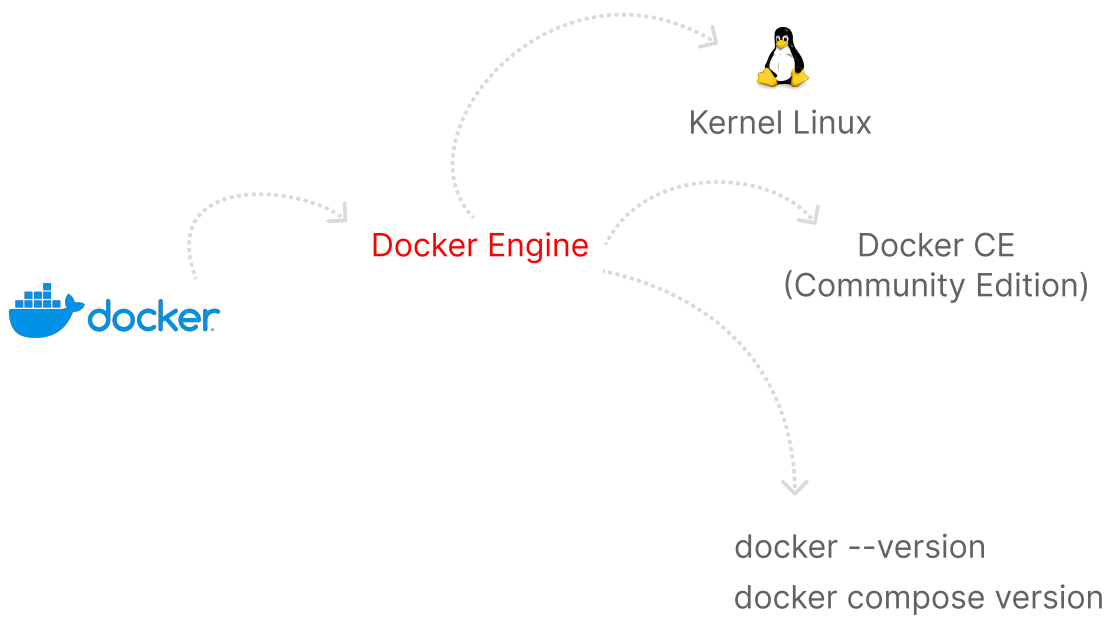 Kernel Linux
Docker Engine
Docker CE
(Community Edition)
docker
docker --version
docker compose version